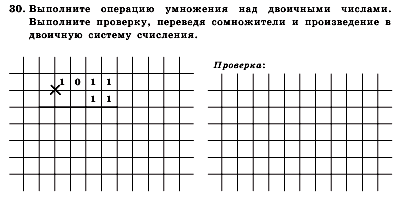 30. Выполните операцию умножения над двоичными числами.
Выполните проверку, переведя сомножители и произведение в
двоичную систему счисления.
Проверка:
× 1 0 1 1
1 1